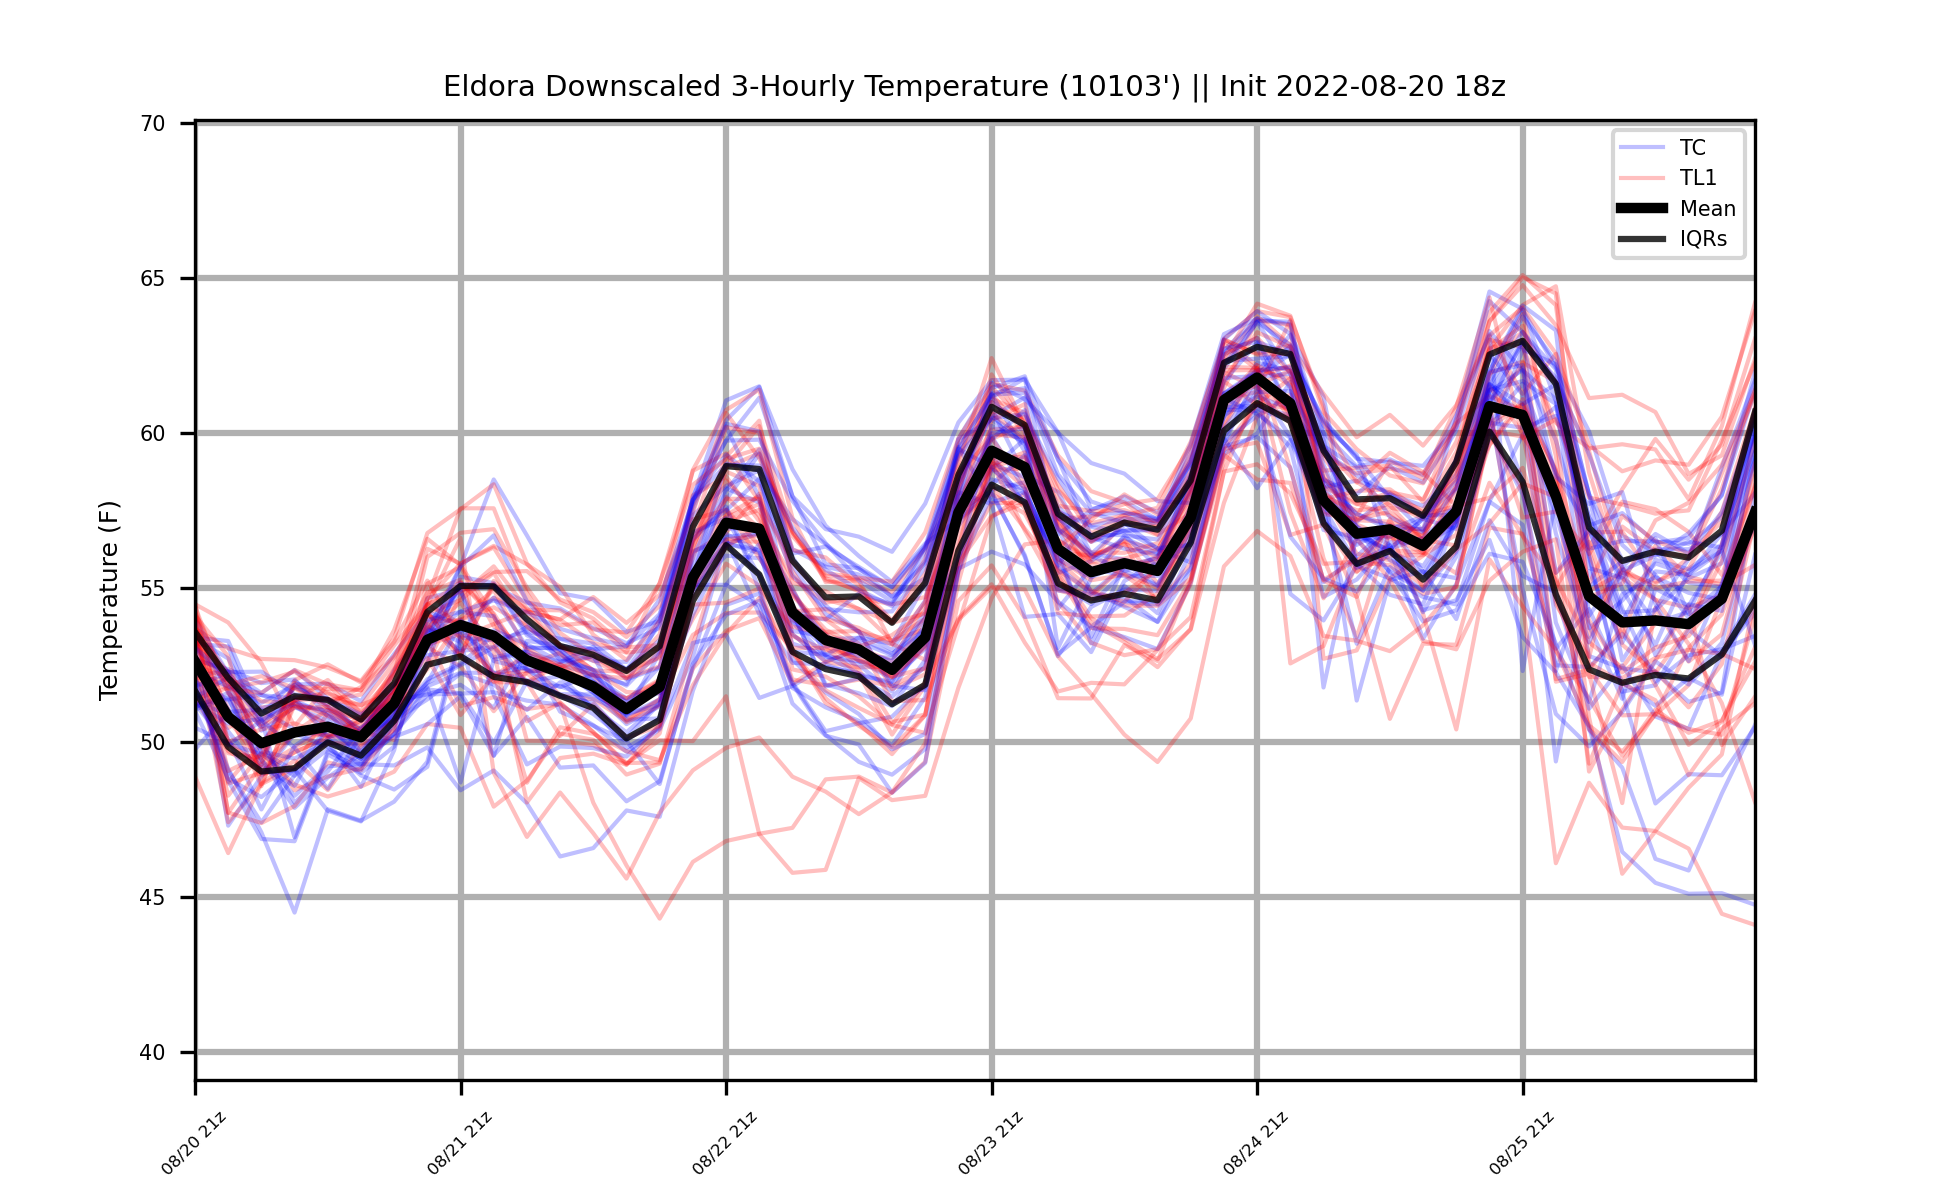 Eldora Downscaled 3-Hourly Temperature (10103') || Init 2022-08-20 18z
TC
TL1
Mean
IQRs
Temperature (F)
70
65
60
55
50
45
40
08/20 21z
08/21 21z
08/22 21z
08/23 21z
08/24 21z
08/25 21z